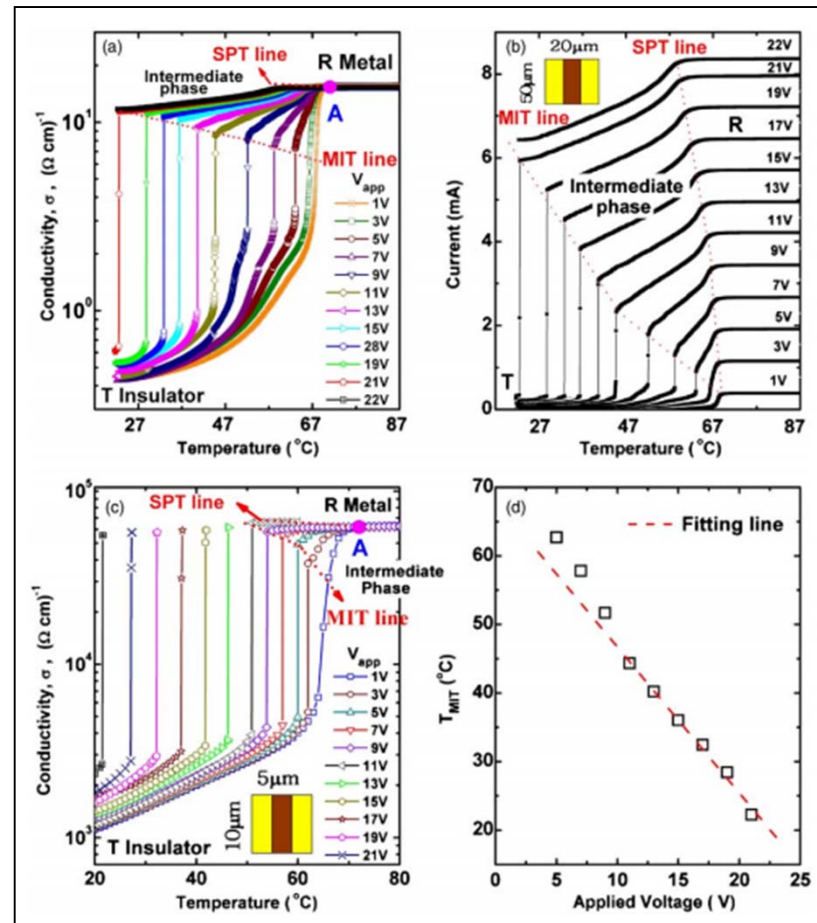 (a)
SPT line
R Metal
Intermediate
phase
A
MIT line
V_app
1V
3V
5V
7V
9V
11V
13V
15V
28V
19V
21V
22V
T Insulator
10^1
10^0
Conductivity, σ , (Ω cm)^-1
27 47 67 87
Temperature ( °C)
(b)
20μm
50μm
SPT line
MIT line
22V
21V
19V
17V
R
15V
13V
Intermediate
phase
11V
9V
7V
5V
T
3V
1V
8
6
4
2
0
Current (mA)
27 47 67 87
Temperature ( °C)
(c)
SPT line
R Metal
A
Intermediate
Phase
MIT line
V_app
1V
3V
5V
7V
9V
11V
13V
15V
17V
19V
21V
5μm
10μm
T Insulator
10^5
10^4
10^3
Conductivity, σ , (Ω cm)^-1
20 40 60 80
Temperature ( °C)
(d)
Fitting line
70
60
50
40
30
20
T_MIT (°C)
0 5 10 15 20 25
Applied Voltage ( V)